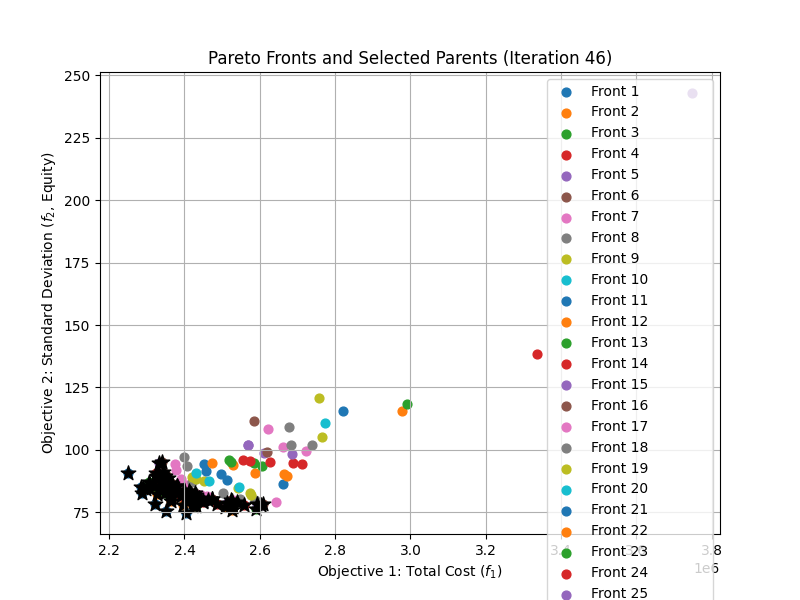 Pareto Fronts and Selected Parents (Iteration 46)
250
225
200
175
150
125
100
75
Objective 2: Standard Deviation (f2, Equity)
2.2 2.4 2.6 2.8 3.0 3.2 3.4 3.6 3.8
1e6
Objective 1: Total Cost (f1)
Front 1
Front 2
Front 3
Front 4
Front 5
Front 6
Front 7
Front 8
Front 9
Front 10
Front 11
Front 12
Front 13
Front 14
Front 15
Front 16
Front 17
Front 18
Front 19
Front 20
Front 21
Front 22
Front 23
Front 24
Front 25